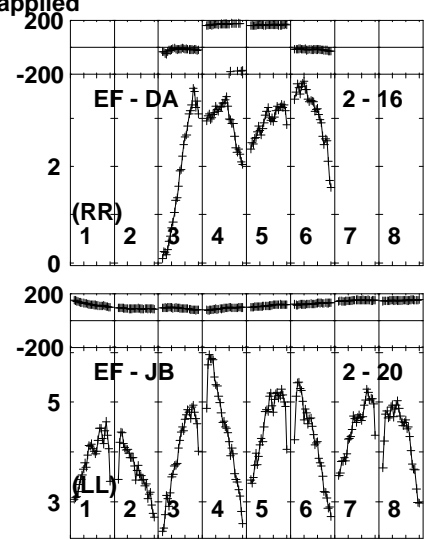 applied
200
-200
EF - DA 2 - 16
2
(RR)
1 2 3 4 5 6 7 8
0
200
-200
EF - JB 2 - 20
5
3 (LL)
1 2 3 4 5 6 7 8